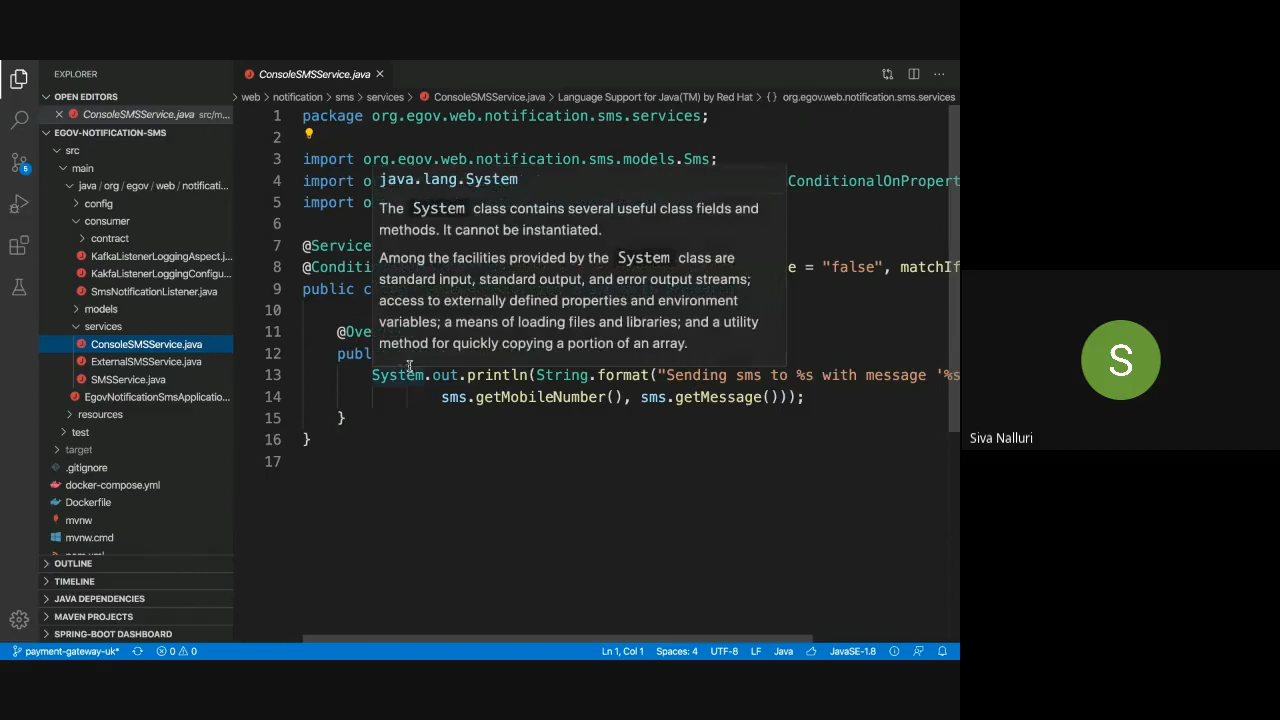 EXPLORER
OPEN EDITORS
ConsoleSMSService.java src/m...
EGOV-NOTIFICATION-SMS
src
main
java / org / egov / web / notificati...
config
consumer
contract
KafkaListenerLoggingAspect.j...
KakfaListenerLoggingConfigu...
SmsNotificationListener.java
models
services
ConsoleSMSService.java
ExternalSMSService.java
SMSService.java
EgovNotificationSmsApplicatio...
resources
test
target
.gitignore
docker-compose.yml
Dockerfile
mvnw
mvnw.cmd
OUTLINE
TIMELINE
JAVA DEPENDENCIES
MAVEN PROJECTS
SPRING-BOOT DASHBOARD
5
ConsoleSMSService.java
web > notification > sms > services > ConsoleSMSService.java > Language Support for Java(TM) by Red Hat > {} org.egov.web.notification.sms.services
1 package org.egov.web.notification.sms.services;
2
3 import org.egov.web.notification.sms.models.Sms;
4 import o ConditionalOnPropert
5 import o
6
7 @Service
8 @Conditi e = "false", matchIf
9 public c
10
11 @Ove
12 publ
java.lang.System
The System class contains several useful class fields and
methods. It cannot be instantiated.
Among the facilities provided by the System class are
standard input, standard output, and error output streams;
access to externally defined properties and environment
variables; a means of loading files and libraries; and a utility
method for quickly copying a portion of an array.
13 System.out.println(String.format("Sending sms to %s with message '%s
14 sms.getMobileNumber(), sms.getMessage()));
15 }
16 }
17
payment-gateway-uk* 0 0 Ln 1, Col 1 Spaces: 4 UTF-8 LF Java JavaSE-1.8
S
Siva Nalluri